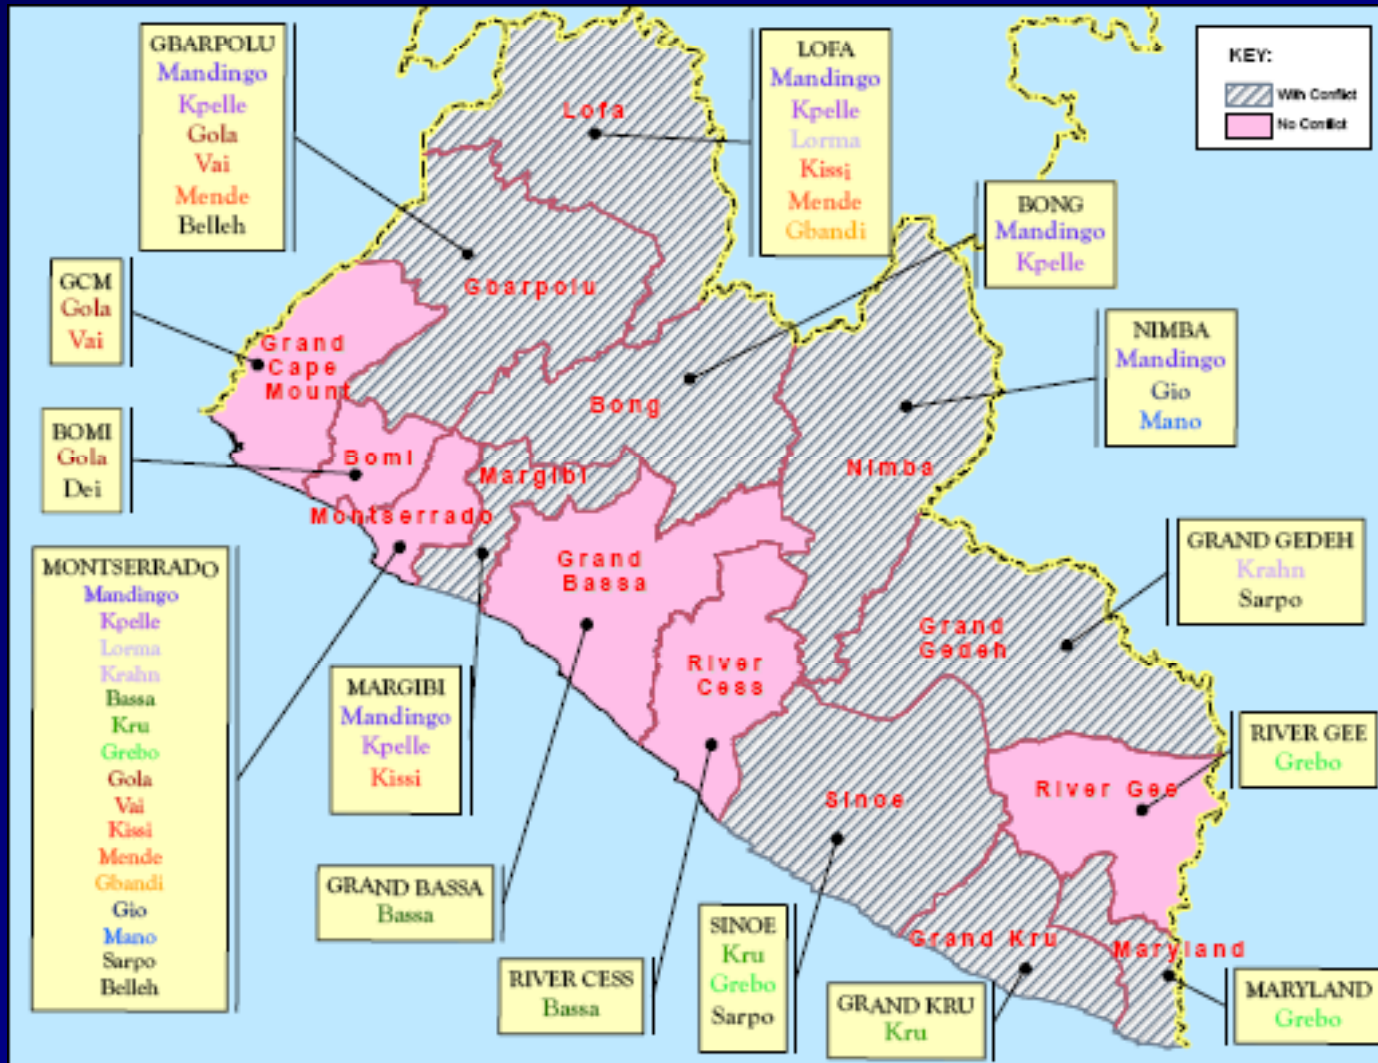 GBARPOLU
Mandingo
Kpelle
Gola
Vai
Mende
Belleh
LOFA
Mandingo
Kpelle
Lorma
Kissi
Mende
Gbandi
KEY:
With Conflict
No Conflict
BONG
Mandingo
Kpelle
GCM
Gola
Vai
NIMBA
Mandingo
Gio
Mano
BOMI
Gola
Dei
MONTSERRADO
Mandingo
Kpelle
Lorma
Krahn
Bassa
Kru
Grebo
Gola
Vai
Kissi
Mende
Gbandi
Gio
Mano
Sarpo
Belleh
MARGIBI
Mandingo
Kpelle
Kissi
GRAND GEDEH
Krahn
Sarpo
RIVER GEE
Grebo
GRAND BASSA
Bassa
RIVER CESS
Bassa
SINOE
Kru
Grebo
Sarpo
GRAND KRU
Kru
MARYLAND
Grebo
Lofa
Gbarpolu
Grand
Cape
Mount
Bong
Bomi
Margibi
Nimba
Montserrado
Grand
Bassa
River
Cess
Grand
Gedeh
Sinoe
River Gee
Grand Kru
Maryland